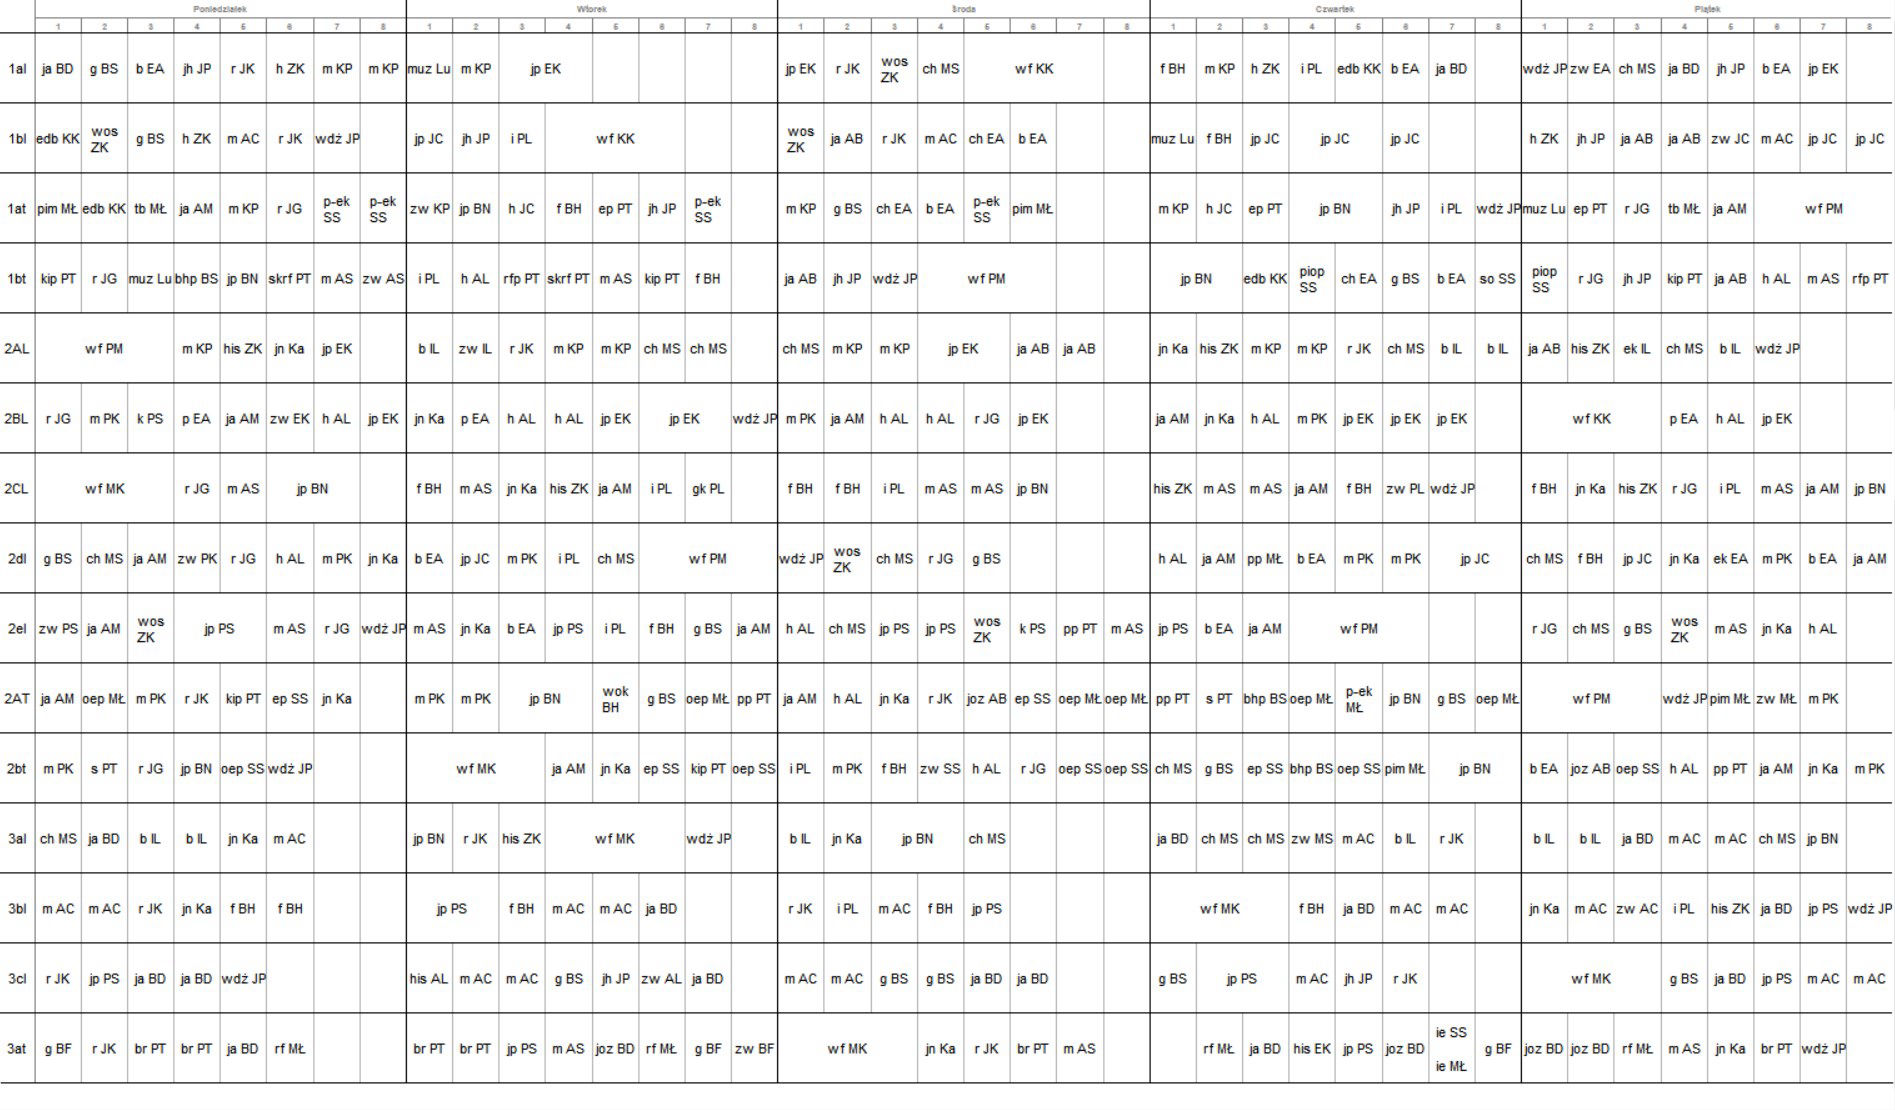 Poniedziałek Wtorek Środa Czwartek Piątek
1 2 3 4 5 6 7 8 1 2 3 4 5 6 7 8 1 2 3 4 5 6 7 8 1 2 3 4 5 6 7 8 1 2 3 4 5 6 7 8
1al ja BD g BS b EA jh JP r JK h ZK m KP m KP muz Lu m KP jp EK jp EK r JK wos ZK ch MS wf KK f BH m KP h ZK i PL edb KK b EA ja BD wdż JP zw EA ch MS ja BD jh JP b EA jp EK
1bl edb KK wos ZK g BS h ZK m AC r JK wdż JP jp JC jh JP i PL wf KK wos ZK ja AB r JK m AC ch EA b EA muz Lu f BH jp JC jp JC jp JC h ZK jh JP ja AB ja AB zw JC m AC jp JC jp JC
1at pim MŁ edb KK tb MŁ ja AM m KP r JG p-ek SS p-ek SS zw KP jp BN h JC f BH ep PT jh JP p-ek SS m KP g BS ch EA b EA p-ek SS pim MŁ m KP h JC ep PT jp BN jh JP i PL wdż JP muz Lu ep PT r JG tb MŁ ja AM wf PM
1bt kip PT r JG muz Lu bhp BS jp BN skrf PT m AS zw AS i PL h AL rfp PT skrf PT m AS kip PT f BH ja AB jh JP wdż JP wf PM jp BN edb KK piop SS ch EA g BS b EA so SS piop SS r JG jh JP kip PT ja AB h AL m AS rfp PT
2AL wf PM m KP his ZK jn Ka jp EK b IL zw IL r JK m KP m KP ch MS ch MS ch MS m KP m KP jp EK ja AB ja AB jn Ka his ZK m KP m KP r JK ch MS b IL b IL ja AB his ZK ek IL ch MS b IL wdż JP
2BL r JG m PK k PS p EA ja AM zw EK h AL jp EK jn Ka p EA h AL h AL jp EK jp EK wdż JP m PK ja AM h AL h AL r JG jp EK ja AM jn Ka h AL m PK jp EK jp EK jp EK wf KK p EA h AL jp EK
2CL wf MK r JG m AS jp BN f BH m AS jn Ka his ZK ja AM i PL gk PL f BH f BH i PL m AS m AS jp BN his ZK m AS m AS ja AM f BH zw PL wdż JP f BH jn Ka his ZK r JG i PL m AS ja AM jp BN
2dl g BS ch MS ja AM zw PK r JG h AL m PK jn Ka b EA jp JC m PK i PL ch MS wf PM wdż JP wos ZK ch MS r JG g BS h AL ja AM pp MŁ b EA m PK m PK jp JC ch MS f BH jp JC jn Ka ek EA m PK b EA ja AM
2el zw PS ja AM wos ZK jp PS m AS r JG wdż JP m AS jn Ka b EA jp PS i PL f BH g BS ja AM h AL ch MS jp PS jp PS wos ZK k PS pp PT m AS jp PS b EA ja AM wf PM r JG ch MS g BS wos ZK m AS jn Ka h AL
2AT ja AM oep MŁ m PK r JK kip PT ep SS jn Ka m PK m PK jp BN wok BH g BS oep MŁ pp PT ja AM h AL jn Ka r JK joz AB ep SS oep MŁ oep MŁ pp PT s PT bhp BS oep MŁ p-ek MŁ jp BN g BS oep MŁ wf PM wdż JP pim MŁ zw MŁ m PK
2bt m PK s PT r JG jp BN oep SS wdż JP wf MK ja AM jn Ka ep SS kip PT oep SS i PL m PK f BH zw SS h AL r JG oep SS oep SS ch MS g BS ep SS bhp BS oep SS pim MŁ jp BN b EA joz AB oep SS h AL pp PT ja AM jn Ka m PK
3al ch MS ja BD b IL b IL jn Ka m AC jp BN r JK his ZK wf MK wdż JP b IL jn Ka jp BN ch MS ja BD ch MS ch MS zw MS m AC b IL r JK b IL b IL ja BD m AC m AC ch MS jp BN
3bl m AC m AC r JK jn Ka f BH f BH jp PS f BH m AC m AC ja BD r JK i PL m AC f BH jp PS wf MK f BH ja BD m AC m AC jn Ka m AC zw AC i PL his ZK ja BD jp PS wdż JP
3cl r JK jp PS ja BD ja BD wdż JP his AL m AC m AC g BS jh JP zw AL ja BD m AC m AC g BS g BS ja BD ja BD g BS jp PS m AC jh JP r JK wf MK g BS ja BD jp PS m AC m AC
3at g BF r JK br PT br PT ja BD rf MŁ br PT br PT jp PS m AS joz BD rf MŁ g BF zw BF wf MK jn Ka r JK br PT m AS rf MŁ ja BD his EK jp PS joz BD ie SS ie MŁ g BF joz BD joz BD rf MŁ m AS jn Ka br PT wdż JP